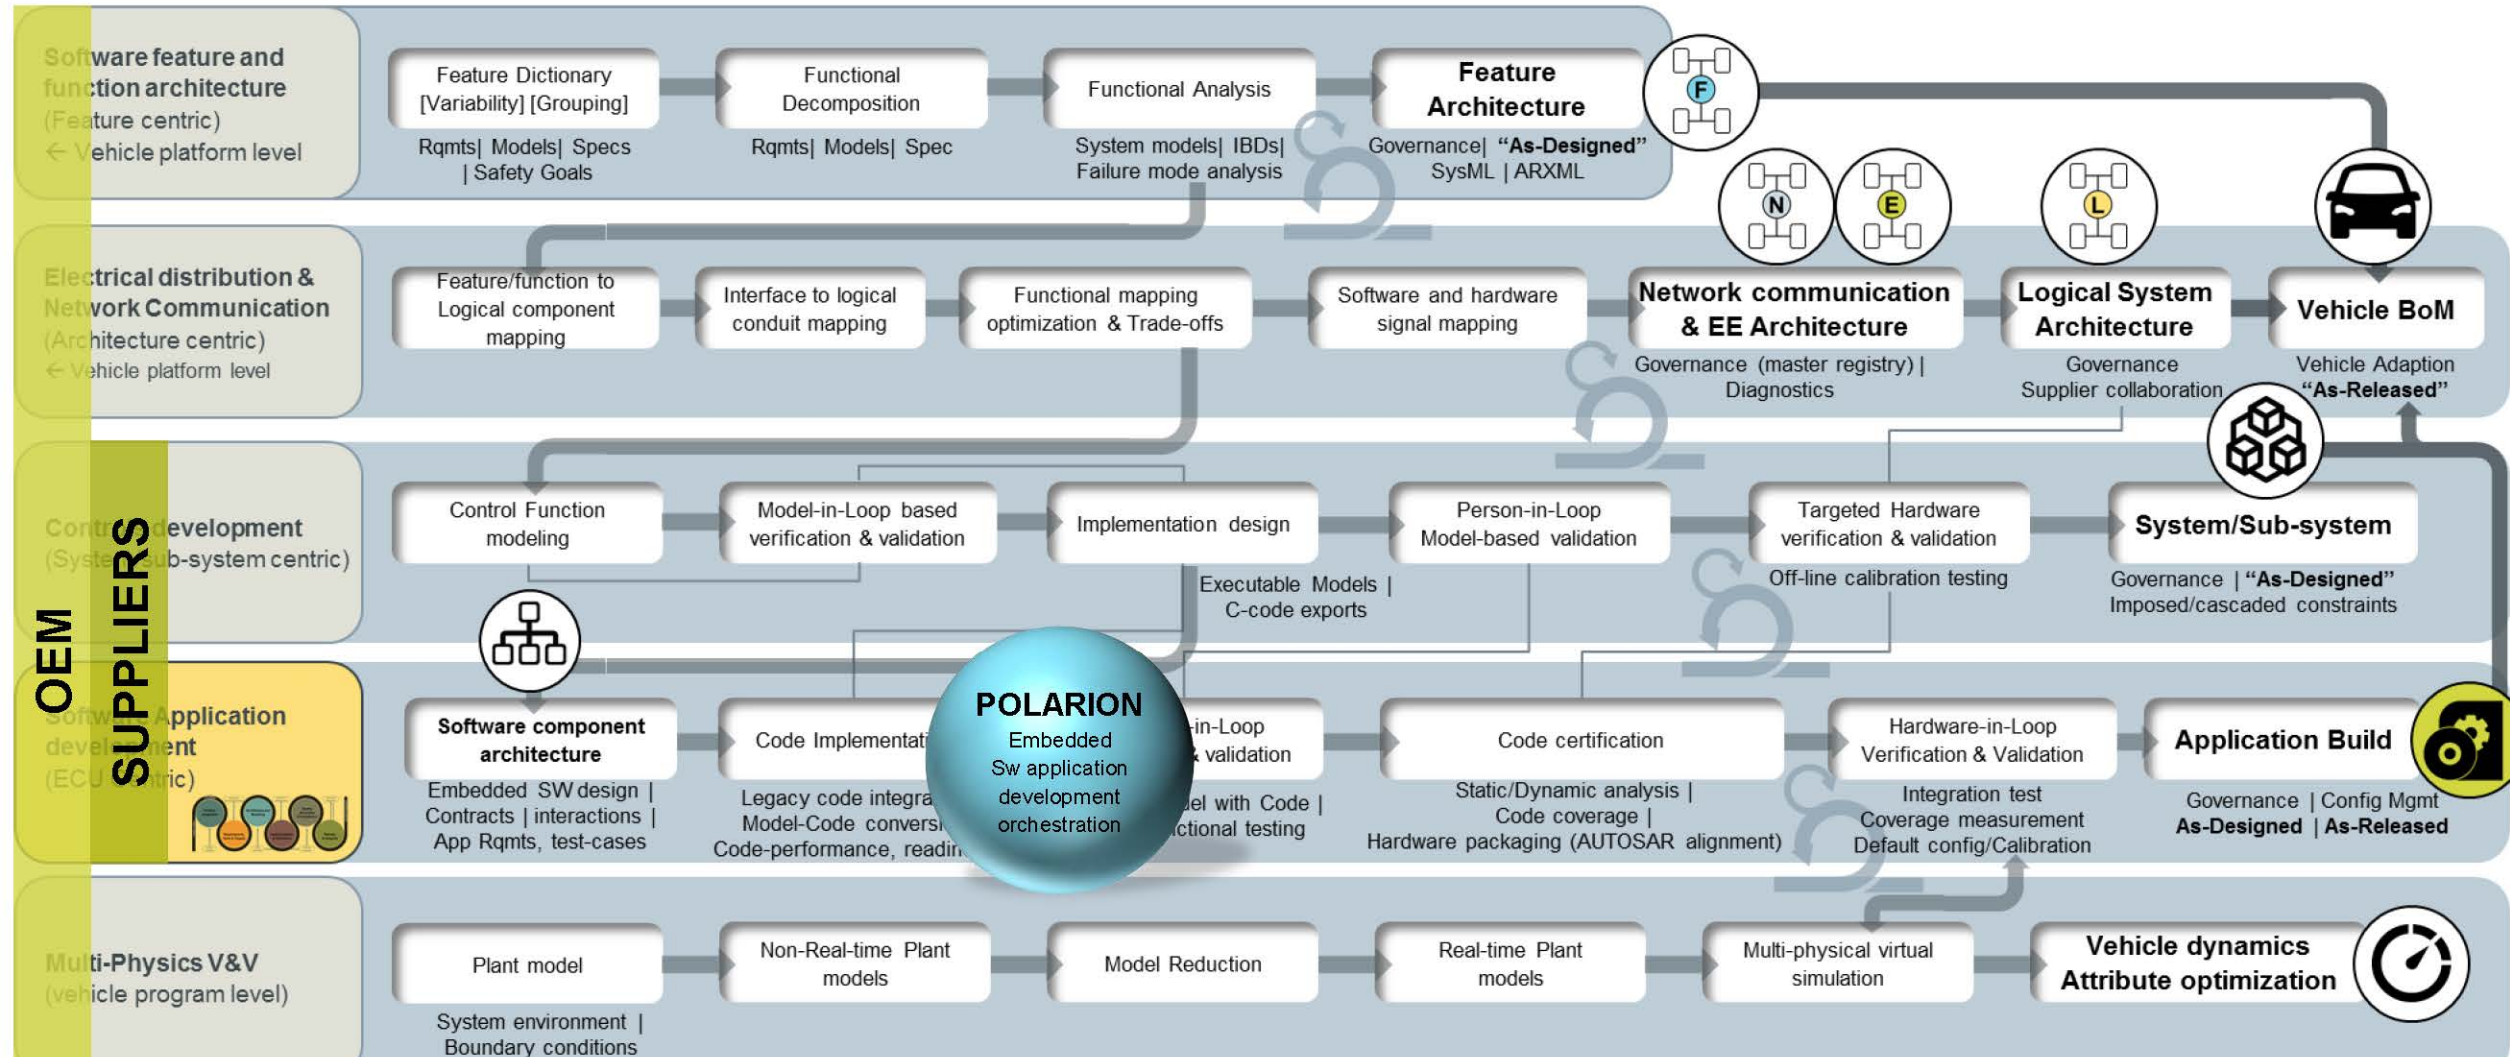 Software feature and
function architecture
(Feature centric)
← Vehicle platform level
Feature Dictionary
[Variability] [Grouping]
Rqmts| Models| Specs
| Safety Goals
Functional
Decomposition
Rqmts| Models| Spec
Functional Analysis
System models| IBDs|
Failure mode analysis
Feature
Architecture
Governance| “As-Designed”
SysML | ARXML
F
N
E
L
Electrical distribution &
Network Communication
(Architecture centric)
← Vehicle platform level
Feature/function to
Logical component
mapping
Interface to logical
conduit mapping
Functional mapping
optimization & Trade-offs
Software and hardware
signal mapping
Network communication
& EE Architecture
Governance (master registry) |
Diagnostics
Logical System
Architecture
Governance
Supplier collaboration
Vehicle BoM
Vehicle Adaption
“As-Released”
OEM
SUPPLIERS
development
sub-system centric)
Control Function
modeling
Model-in-Loop based
verification & validation
Implementation design
Executable Models |
C-code exports
Person-in-Loop
Model-based validation
Targeted Hardware
verification & validation
Off-line calibration testing
System/Sub-system
Governance | “As-Designed”
Imposed/cascaded constraints
Software Application
development
(ECU centric)
Software component
architecture
Embedded SW design |
Contracts | interactions |
App Rqmts, test-cases
Code
Legacy code
Model-Code
Code-performance,
POLARION
Embedded
Sw application
development
orchestration
-in-Loop
& validation
with Code |
testing
Code certification
Static/Dynamic analysis |
Code coverage |
Hardware packaging (AUTOSAR alignment)
Hardware-in-Loop
Verification & Validation
Integration test
Coverage measurement
Default config/Calibration
Application Build
Governance | Config Mgmt
As-Designed | As-Released
Multi-Physics V&V
(vehicle program level)
Plant model
System environment |
Boundary conditions
Non-Real-time Plant
models
Model Reduction
Real-time Plant
models
Multi-physical virtual
simulation
Vehicle dynamics
Attribute optimization